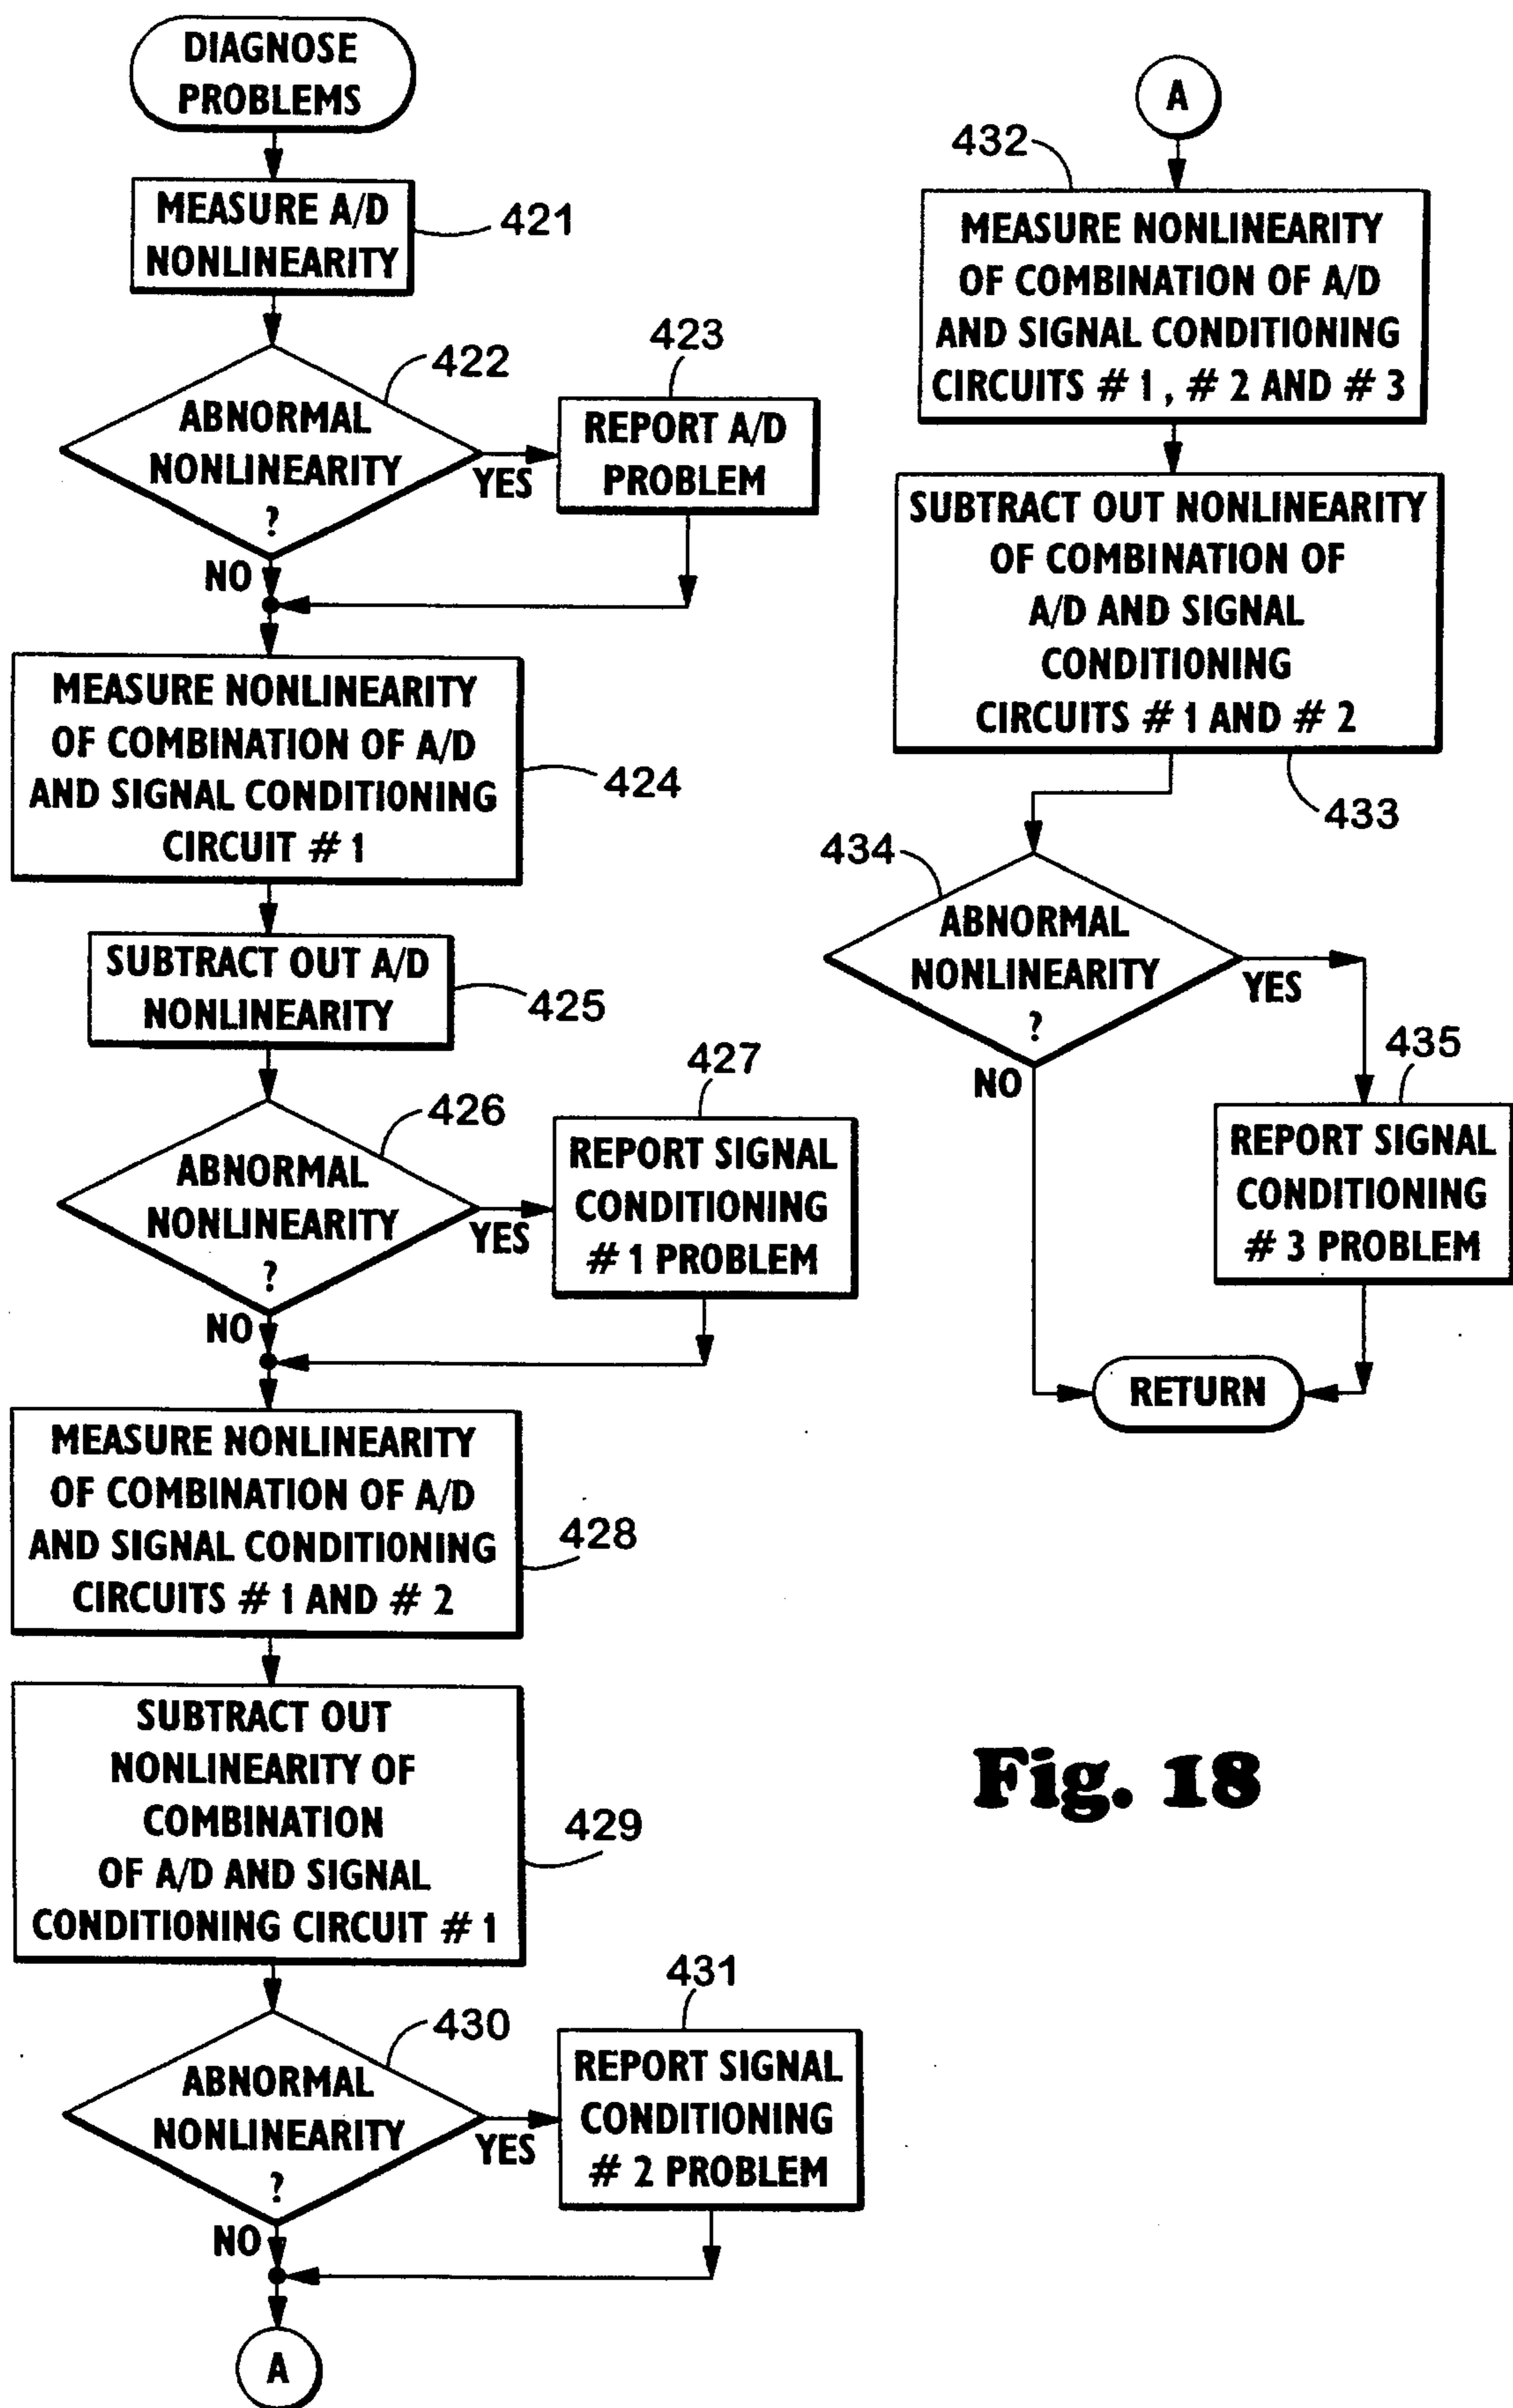 DIAGNOSE
PROBLEMS
MEASURE A/D
NONLINEARITY
421
ABNORMAL
NONLINEARITY
?
422
YES
NO
423
REPORT A/D
PROBLEM
MEASURE NONLINEARITY
OF COMBINATION OF A/D
AND SIGNAL CONDITIONING
CIRCUIT # 1
424
SUBTRACT OUT A/D
NONLINEARITY
425
ABNORMAL
NONLINEARITY
?
426
YES
NO
427
REPORT SIGNAL
CONDITIONING
# 1 PROBLEM
MEASURE NONLINEARITY
OF COMBINATION OF A/D
AND SIGNAL CONDITIONING
CIRCUITS # 1 AND # 2
428
SUBTRACT OUT
NONLINEARITY OF
COMBINATION
OF A/D AND SIGNAL
CONDITIONING CIRCUIT # 1
429
ABNORMAL
NONLINEARITY
?
430
YES
NO
431
REPORT SIGNAL
CONDITIONING
# 2 PROBLEM
A
A
432
MEASURE NONLINEARITY
OF COMBINATION OF A/D
AND SIGNAL CONDITIONING
CIRCUITS # 1, # 2 AND # 3
SUBTRACT OUT NONLINEARITY
OF COMBINATION OF
A/D AND SIGNAL
CONDITIONING
CIRCUITS # 1 AND # 2
433
434
ABNORMAL
NONLINEARITY
?
YES
NO
435
REPORT SIGNAL
CONDITIONING
# 3 PROBLEM
RETURN
Fig. 18